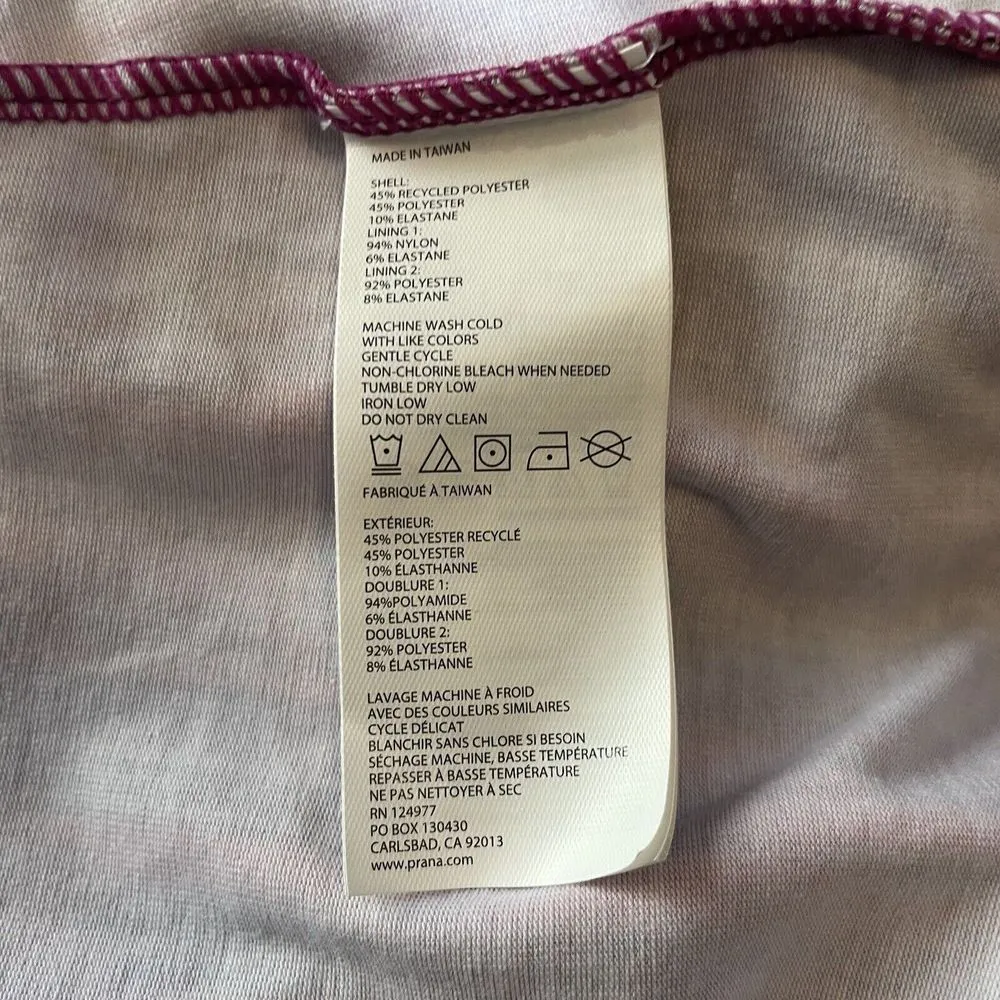 MADE IN TAIWAN
SHELL:
45% RECYCLED POLYESTER
45% POLYESTER
10% ELASTANE
LINING 1:
94% NYLON
6% ELASTANE
LINING 2:
92% POLYESTER
8% ELASTANE
MACHINE WASH COLD
WITH LIKE COLORS
GENTLE CYCLE
NON-CHLORINE BLEACH WHEN NEEDED
TUMBLE DRY LOW
IRON LOW
DO NOT DRY CLEAN
FABRIQUÉ À TAIWAN
EXTÉRIEUR:
45% POLYESTER RECYCLÉ
45% POLYESTER
10% ÉLASTHANNE
DOUBLURE 1:
94%POLYAMIDE
6% ÉLASTHANNE
DOUBLURE 2:
92% POLYESTER
8% ÉLASTHANNE
LAVAGE MACHINE À FROID
AVEC DES COULEURS SIMILAIRES
CYCLE DÉLICAT
BLANCHIR SANS CHLORE SI BESOIN
SÉCHAGE MACHINE, BASSE TEMPÉRATURE
REPASSER À BASSE TEMPÉRATURE
NE PAS NETTOYER À SEC
RN 124977
PO BOX 130430
CARLSBAD, CA 92013
www.prana.com